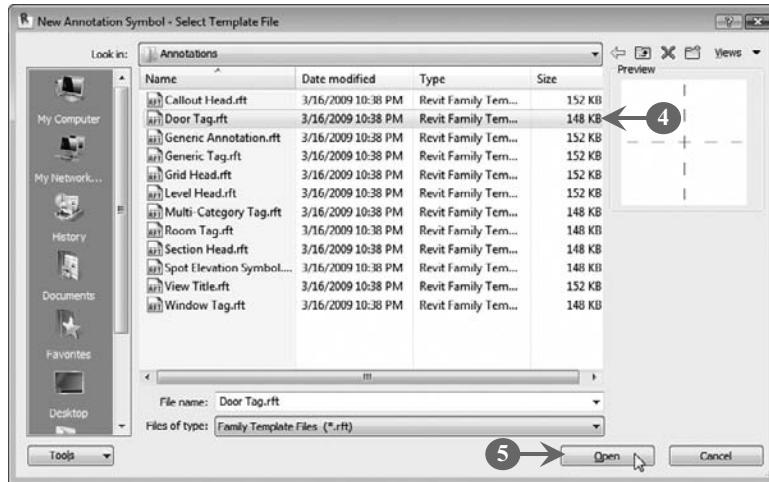 New Annotation Symbol - Select Template File
Look in: Annotations Views
Preview
Name Date modified Type Size
Callout Head.rft 3/16/2009 10:38 PM Revit Family Tem... 152 KB
Door Tag.rft 3/16/2009 10:38 PM Revit Family Tem... 148 KB 4
Generic Annotation.rft 3/16/2009 10:38 PM Revit Family Tem... 152 KB
Generic Tag.rft 3/16/2009 10:38 PM Revit Family Tem... 152 KB
Grid Head.rft 3/16/2009 10:38 PM Revit Family Tem... 152 KB
Level Head.rft 3/16/2009 10:38 PM Revit Family Tem... 152 KB
Multi-Category Tag.rft 3/16/2009 10:38 PM Revit Family Tem... 148 KB
Room Tag.rft 3/16/2009 10:38 PM Revit Family Tem... 148 KB
Section Head.rft 3/16/2009 10:38 PM Revit Family Tem... 148 KB
Spot Elevation Symbol.... 3/16/2009 10:38 PM Revit Family Tem... 148 KB
View Title.rft 3/16/2009 10:38 PM Revit Family Tem... 152 KB
Window Tag.rft 3/16/2009 10:38 PM Revit Family Tem... 148 KB
My Computer
My Network...
History
Documents
Favorites
Desktop
File name: Door Tag.rft
Files of type: Family Template Files (*.rft)
Tools 5 Open Cancel